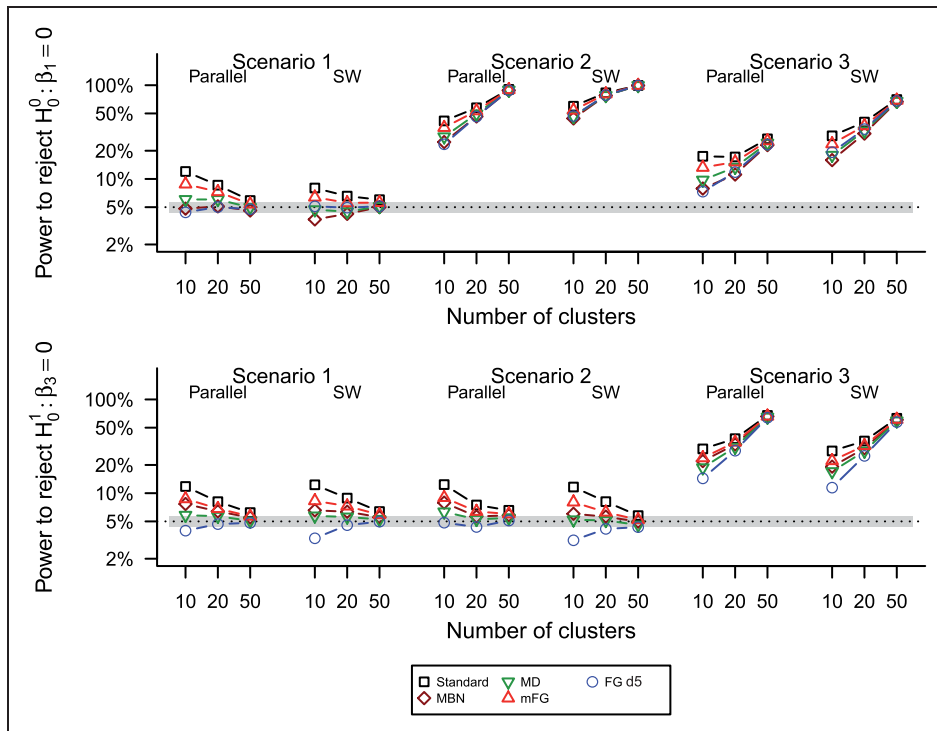 Scenario 1 Scenario 2 Scenario 3
Parallel SW Parallel SW Parallel SW
Power to reject H₀⁰ : β₁ = 0
100%
50%
20%
10%
5%
2%
10 20 50 10 20 50 10 20 50 10 20 50 10 20 50 10 20 50
Number of clusters
Scenario 1 Scenario 2 Scenario 3
Parallel SW Parallel SW Parallel SW
Power to reject H₀¹ : β₃ = 0
100%
50%
20%
10%
5%
2%
10 20 50 10 20 50 10 20 50 10 20 50 10 20 50 10 20 50
Number of clusters
Standard MD FG d5
MBN mFG